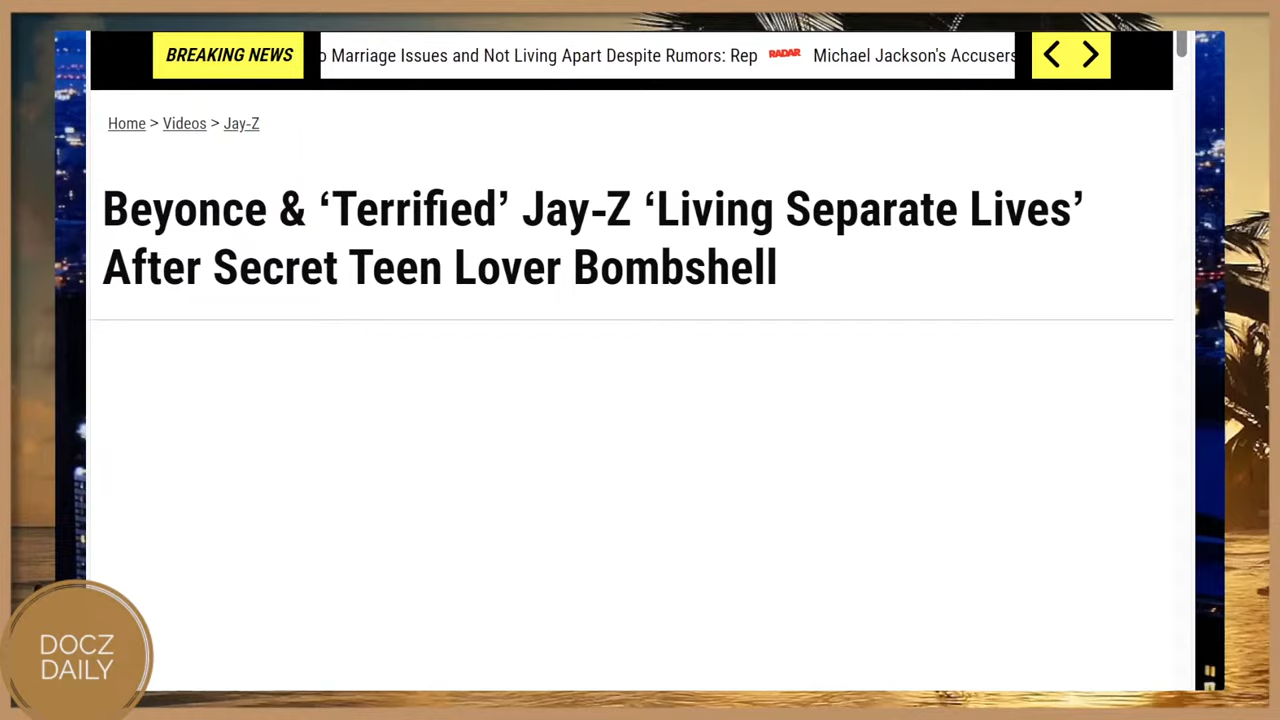 BREAKING NEWS
o Marriage Issues and Not Living Apart Despite Rumors: Rep RADAR Michael Jackson's Accusers
Home > Videos > Jay-Z
Beyonce & ‘Terrified’ Jay-Z ‘Living Separate Lives’
After Secret Teen Lover Bombshell
DOCZ
DAILY